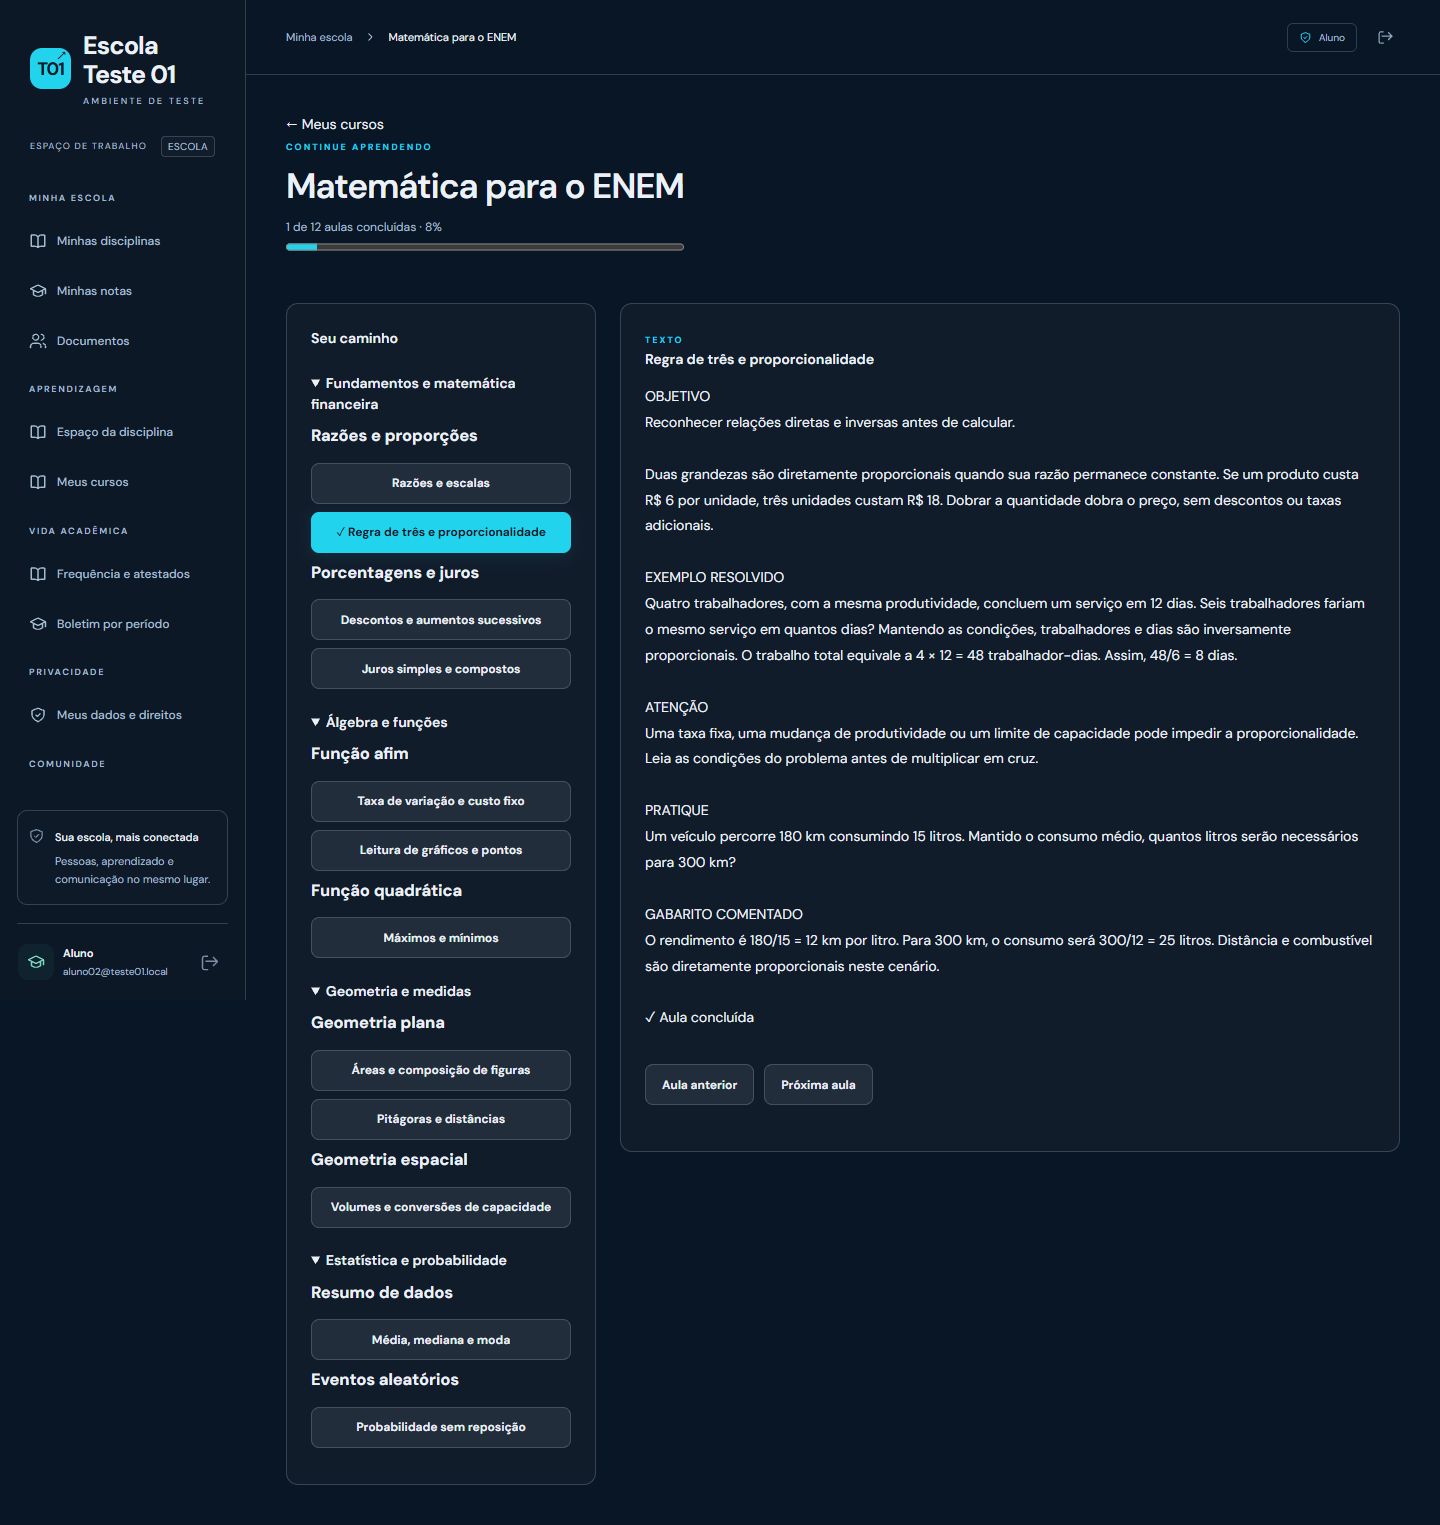 T01
Escola
Teste 01
AMBIENTE DE TESTE
ESPAÇO DE TRABALHO
ESCOLA
MINHA ESCOLA
Minhas disciplinas
Minhas notas
Documentos
APRENDIZAGEM
Espaço da disciplina
Meus cursos
VIDA ACADÊMICA
Frequência e atestados
Boletim por período
PRIVACIDADE
Meus dados e direitos
COMUNIDADE
Sua escola, mais conectada
Pessoas, aprendizado e
comunicação no mesmo lugar.
Aluno
aluno02@teste01.local
Minha escola > Matemática para o ENEM
Aluno
← Meus cursos
CONTINUE APRENDENDO
Matemática para o ENEM
1 de 12 aulas concluídas · 8%
Seu caminho
▼ Fundamentos e matemática
financeira
Razões e proporções
Razões e escalas
✓ Regra de três e proporcionalidade
Porcentagens e juros
Descontos e aumentos sucessivos
Juros simples e compostos
▼ Álgebra e funções
Função afim
Taxa de variação e custo fixo
Leitura de gráficos e pontos
Função quadrática
Máximos e mínimos
▼ Geometria e medidas
Geometria plana
Áreas e composição de figuras
Pitágoras e distâncias
Geometria espacial
Volumes e conversões de capacidade
▼ Estatística e probabilidade
Resumo de dados
Média, mediana e moda
Eventos aleatórios
Probabilidade sem reposição
TEXTO
Regra de três e proporcionalidade
OBJETIVO
Reconhecer relações diretas e inversas antes de calcular.
Duas grandezas são diretamente proporcionais quando sua razão permanece constante. Se um produto custa
R$ 6 por unidade, três unidades custam R$ 18. Dobrar a quantidade dobra o preço, sem descontos ou taxas
adicionais.
EXEMPLO RESOLVIDO
Quatro trabalhadores, com a mesma produtividade, concluem um serviço em 12 dias. Seis trabalhadores fariam
o mesmo serviço em quantos dias? Mantendo as condições, trabalhadores e dias são inversamente
proporcionais. O trabalho total equivale a 4 × 12 = 48 trabalhador-dias. Assim, 48/6 = 8 dias.
ATENÇÃO
Uma taxa fixa, uma mudança de produtividade ou um limite de capacidade pode impedir a proporcionalidade.
Leia as condições do problema antes de multiplicar em cruz.
PRATIQUE
Um veículo percorre 180 km consumindo 15 litros. Mantido o consumo médio, quantos litros serão necessários
para 300 km?
GABARITO COMENTADO
O rendimento é 180/15 = 12 km por litro. Para 300 km, o consumo será 300/12 = 25 litros. Distância e combustível
são diretamente proporcionais neste cenário.
✓ Aula concluída
Aula anterior
Próxima aula